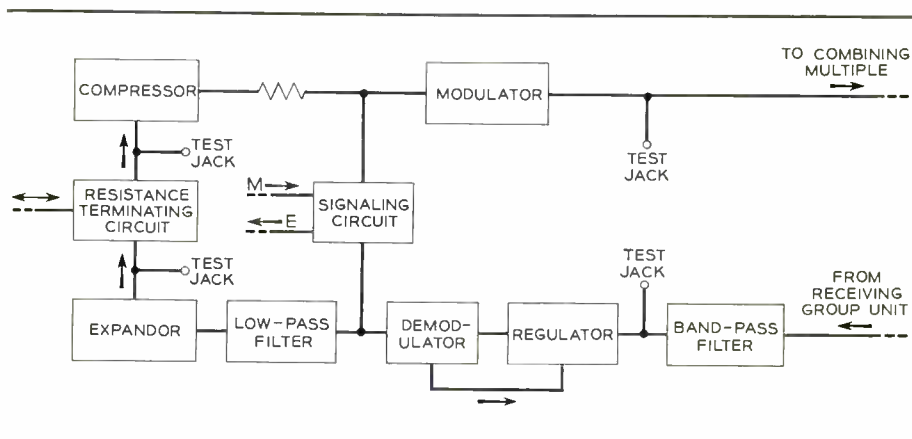 TO COMBINING
MULTIPLE
COMPRESSOR
MODULATOR
TEST
JACK
TEST
JACK
M
RESISTANCE
TERMINATING
CIRCUIT
SIGNALING
CIRCUIT
E
TEST
JACK
TEST
JACK
FROM
RECEIVING
GROUP UNIT
EXPANDOR
LOW-PASS
FILTER
DEMOD-
ULATOR
REGULATOR
BAND-PASS
FILTER